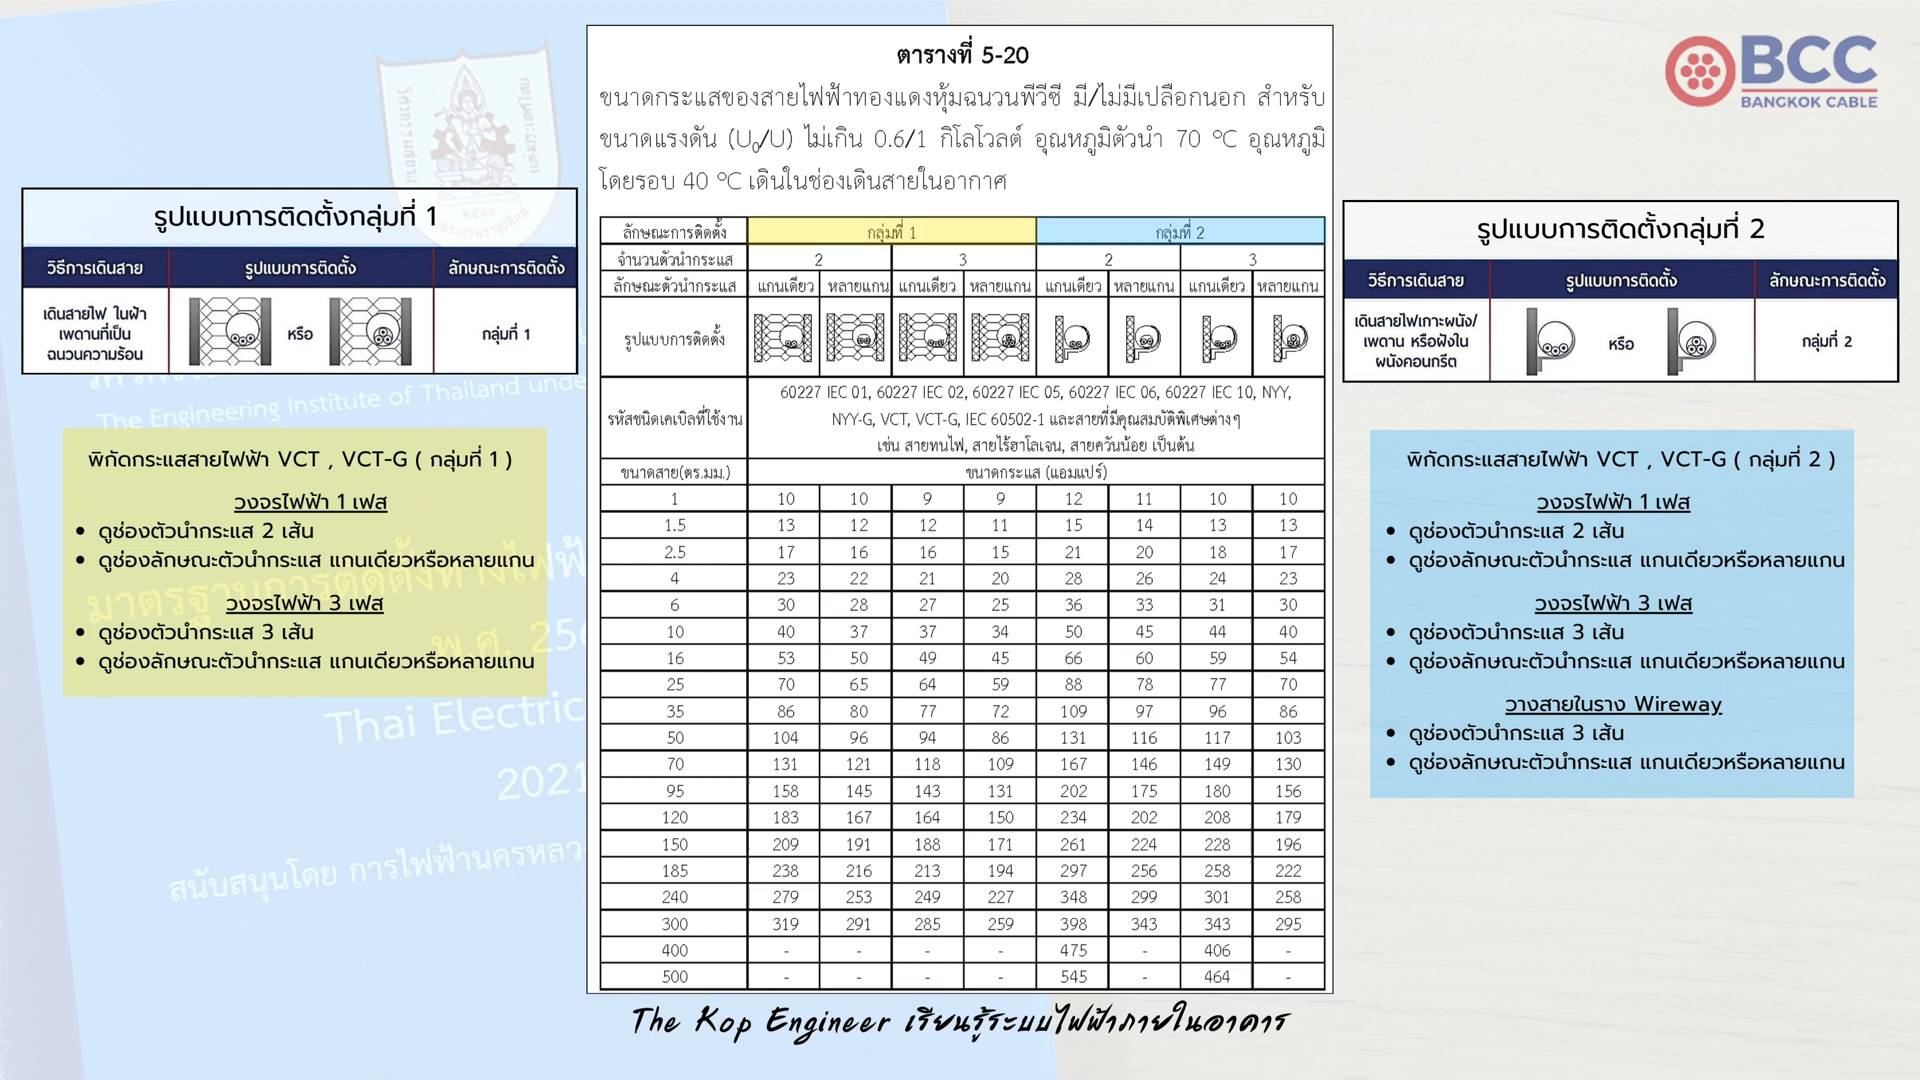 BCC
BANGKOK CABLE
ตารางที่ 5-20
ขนาดกระแสของสายไฟฟ้าทองแดงหุ้มฉนวนพีวีซี มี/ไม่มีเปลือกนอก สำหรับ
ขนาดแรงดัน (U₀/U) ไม่เกิน 0.6/1 กิโลโวลต์ อุณหภูมิตัวนำ 70 °C อุณหภูมิ
โดยรอบ 40 °C เดินในช่องเดินสายในอากาศ
ลักษณะการติดตั้ง กลุ่มที่ 1 กลุ่มที่ 2
จำนวนตัวนำกระแส 2 3 2 3
ลักษณะตัวนำกระแส แกนเดียว หลายแกน แกนเดียว หลายแกน แกนเดียว หลายแกน แกนเดียว หลายแกน
รูปแบบการติดตั้ง
รหัสชนิดเคเบิลที่ใช้งาน
60227 IEC 01, 60227 IEC 02, 60227 IEC 05, 60227 IEC 06, 60227 IEC 10, NYY,
NYY-G, VCT, VCT-G, IEC 60502-1 และสายที่มีคุณสมบัติพิเศษต่างๆ
เช่น สายทนไฟ, สายไร้ฮาโลเจน, สายควันน้อย เป็นต้น
ขนาดสาย(ตร.มม.) ขนาดกระแส (แอมแปร์)
1 10 10 9 9 12 11 10 10
1.5 13 12 12 11 15 14 13 13
2.5 17 16 16 15 21 20 18 17
4 23 22 21 20 28 26 24 23
6 30 28 27 25 36 33 31 30
10 40 37 37 34 50 45 44 40
16 53 50 49 45 66 60 59 54
25 70 65 64 59 88 78 77 70
35 86 80 77 72 109 97 96 86
50 104 96 94 86 131 116 117 103
70 131 121 118 109 167 146 149 130
95 158 145 143 131 202 175 180 156
120 183 167 164 150 234 202 208 179
150 209 191 188 171 261 224 228 196
185 238 216 213 194 297 256 258 222
240 279 253 249 227 348 299 301 258
300 319 291 285 259 398 343 343 295
400 - - - - 475 - 406 -
500 - - - - 545 - 464 -
รูปแบบการติดตั้งกลุ่มที่ 1
วิธีการเดินสาย รูปแบบการติดตั้ง ลักษณะการติดตั้ง
เดินสายไฟ ในฝ้า
เพดานที่เป็น
ฉนวนความร้อน
หรือ
กลุ่มที่ 1
พิกัดกระแสสายไฟฟ้า VCT , VCT-G ( กลุ่มที่ 1 )
วงจรไฟฟ้า 1 เฟส
• ดูช่องตัวนำกระแส 2 เส้น
• ดูช่องลักษณะตัวนำกระแส แกนเดียวหรือหลายแกน
วงจรไฟฟ้า 3 เฟส
• ดูช่องตัวนำกระแส 3 เส้น
• ดูช่องลักษณะตัวนำกระแส แกนเดียวหรือหลายแกน
รูปแบบการติดตั้งกลุ่มที่ 2
วิธีการเดินสาย รูปแบบการติดตั้ง ลักษณะการติดตั้ง
เดินสายไฟเกาะผนัง/
เพดาน หรือฝังใน
ผนังคอนกรีต
หรือ
กลุ่มที่ 2
พิกัดกระแสสายไฟฟ้า VCT , VCT-G ( กลุ่มที่ 2 )
วงจรไฟฟ้า 1 เฟส
• ดูช่องตัวนำกระแส 2 เส้น
• ดูช่องลักษณะตัวนำกระแส แกนเดียวหรือหลายแกน
วงจรไฟฟ้า 3 เฟส
• ดูช่องตัวนำกระแส 3 เส้น
• ดูช่องลักษณะตัวนำกระแส แกนเดียวหรือหลายแกน
วางสายในราง Wireway
• ดูช่องตัวนำกระแส 3 เส้น
• ดูช่องลักษณะตัวนำกระแส แกนเดียวหรือหลายแกน
The Engineering Institute of Thailand unde
มาตรฐานการติดตั้งทางไฟฟ้
พ.ศ. 256
Thai Electric
2021
สนับสนุนโดย การไฟฟ้านครหลว
The Kop Engineer เรียนรู้ระบบไฟฟ้าภายในอาคาร